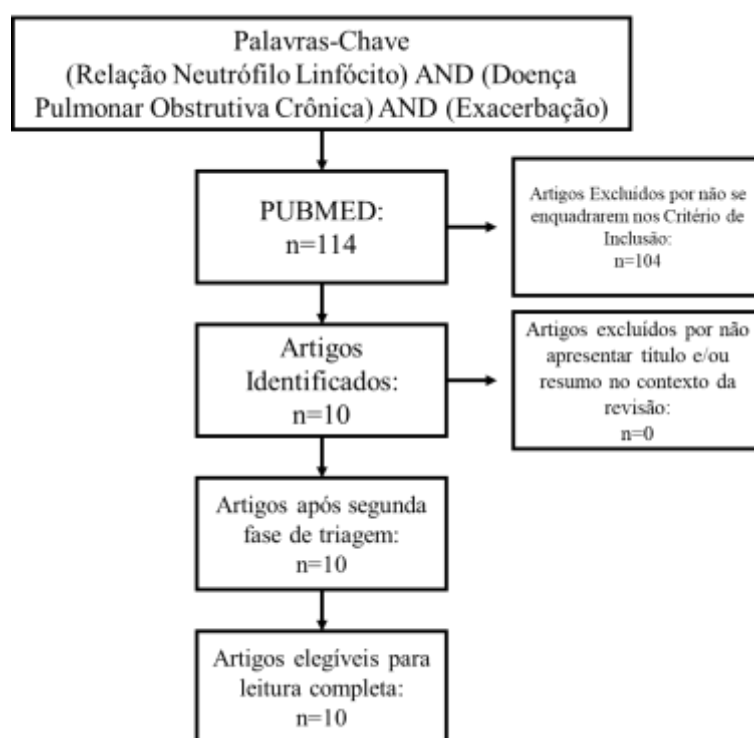 Palavras-Chave
(Relação Neutrófilo Linfócito) AND (Doença
Pulmonar Obstrutiva Crônica) AND (Exacerbação)
PUBMED:
n=114
Artigos Excluídos por não se
enquadrarem nos Critério de
Inclusão:
n=104
Artigos
Identificados:
n=10
Artigos excluídos por não
apresentar título e/ou
resumo no contexto da
revisão:
n=0
Artigos após segunda
fase de triagem:
n=10
Artigos elegíveis para
leitura completa:
n=10